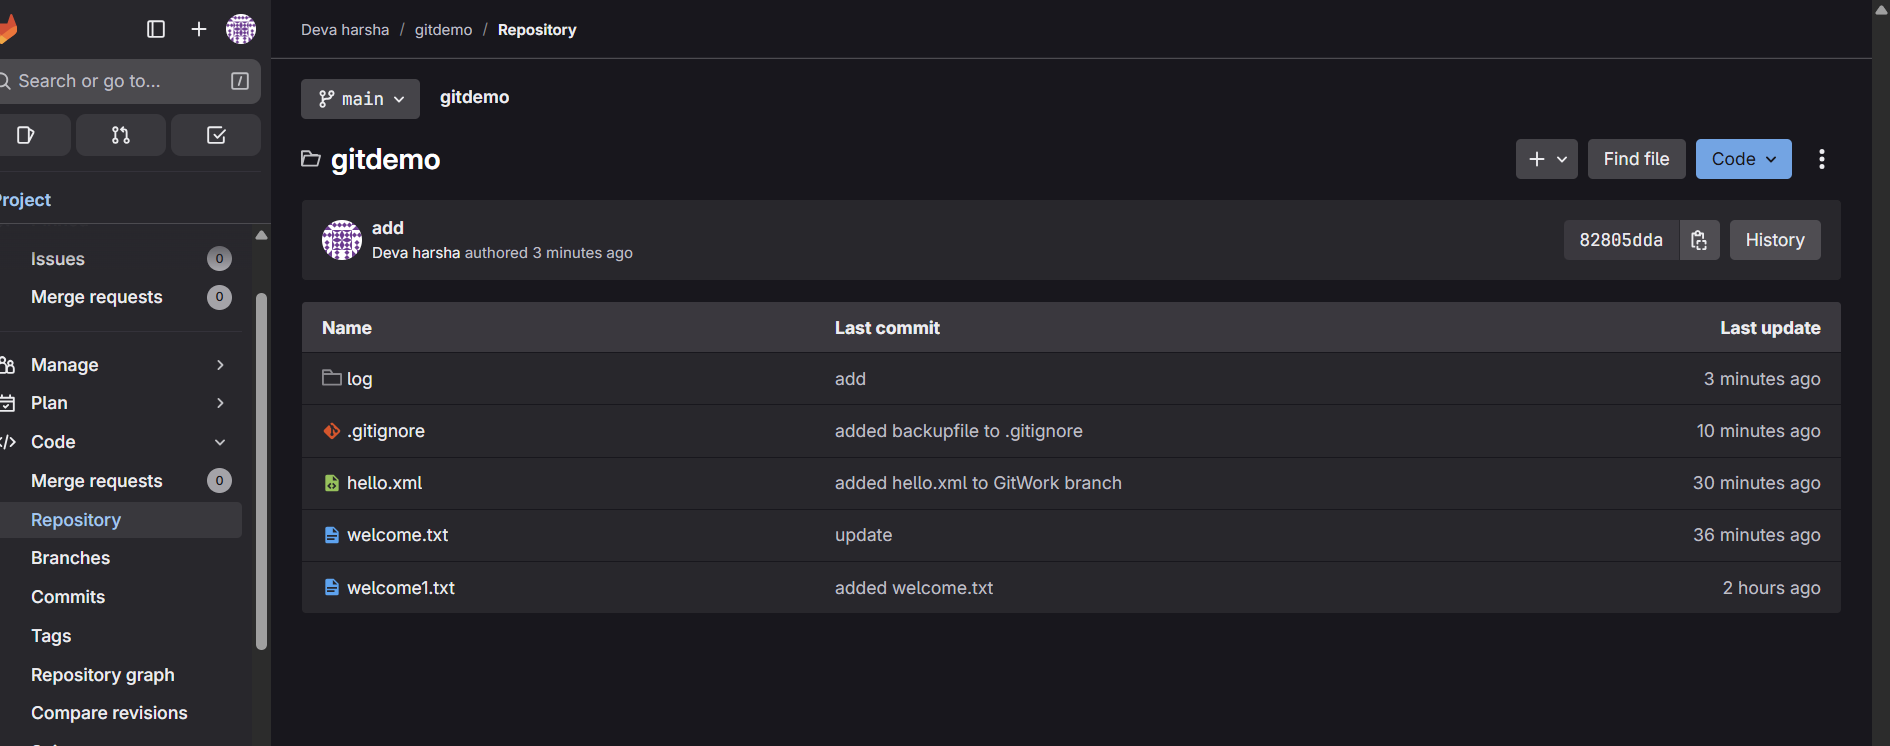 Deva harsha / gitdemo / Repository
Search or go to... /
Project
Issues 0
Merge requests 0
Manage
Plan
Code
Merge requests 0
Repository
Branches
Commits
Tags
Repository graph
Compare revisions
main gitdemo
gitdemo
Find file Code
add
Deva harsha authored 3 minutes ago
82805dda History
Name Last commit Last update
log add 3 minutes ago
.gitignore added backupfile to .gitignore 10 minutes ago
hello.xml added hello.xml to GitWork branch 30 minutes ago
welcome.txt update 36 minutes ago
welcome1.txt added welcome.txt 2 hours ago